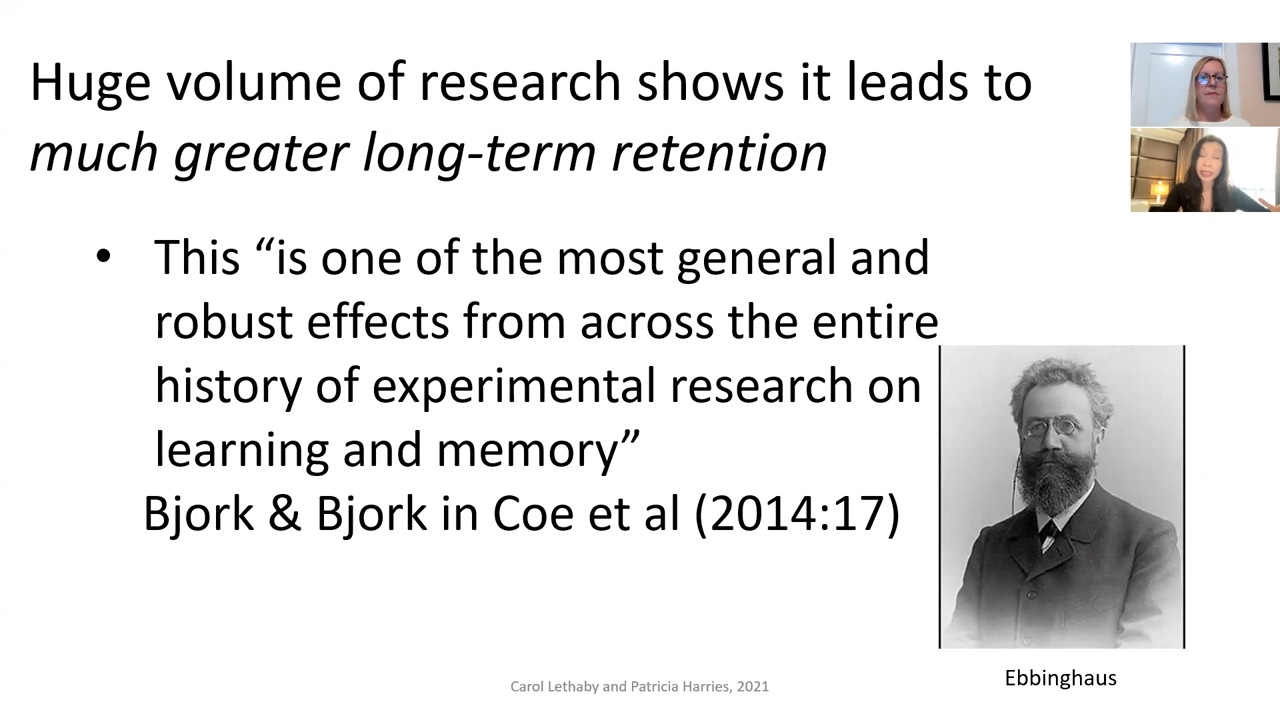 Huge volume of research shows it leads to
much greater long-term retention
• This “is one of the most general and
robust effects from across the entire
history of experimental research on
learning and memory”
Bjork & Bjork in Coe et al (2014:17)
Ebbinghaus
Carol Lethaby and Patricia Harries, 2021